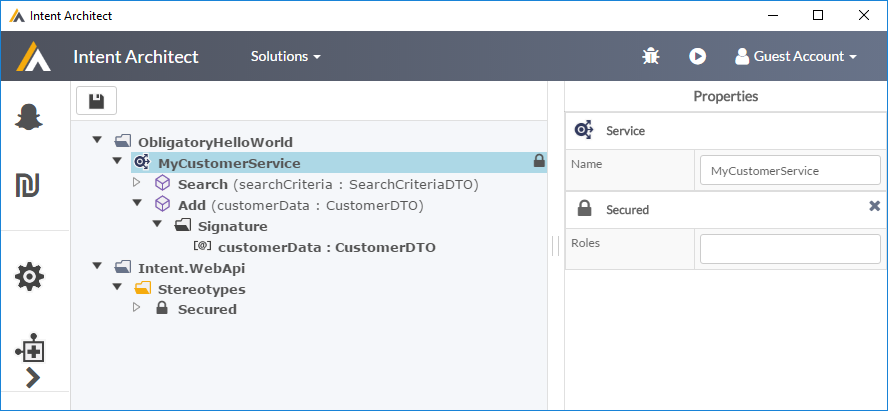 Intent Architect
Intent Architect Solutions Guest Account
Properties
ObligatoryHelloWorld
MyCustomerService
Search (searchCriteria : SearchCriteriaDTO)
Add (customerData : CustomerDTO)
Signature
[@] customerData : CustomerDTO
Intent.WebApi
Stereotypes
Secured
Service
Name MyCustomerService
Secured
Roles